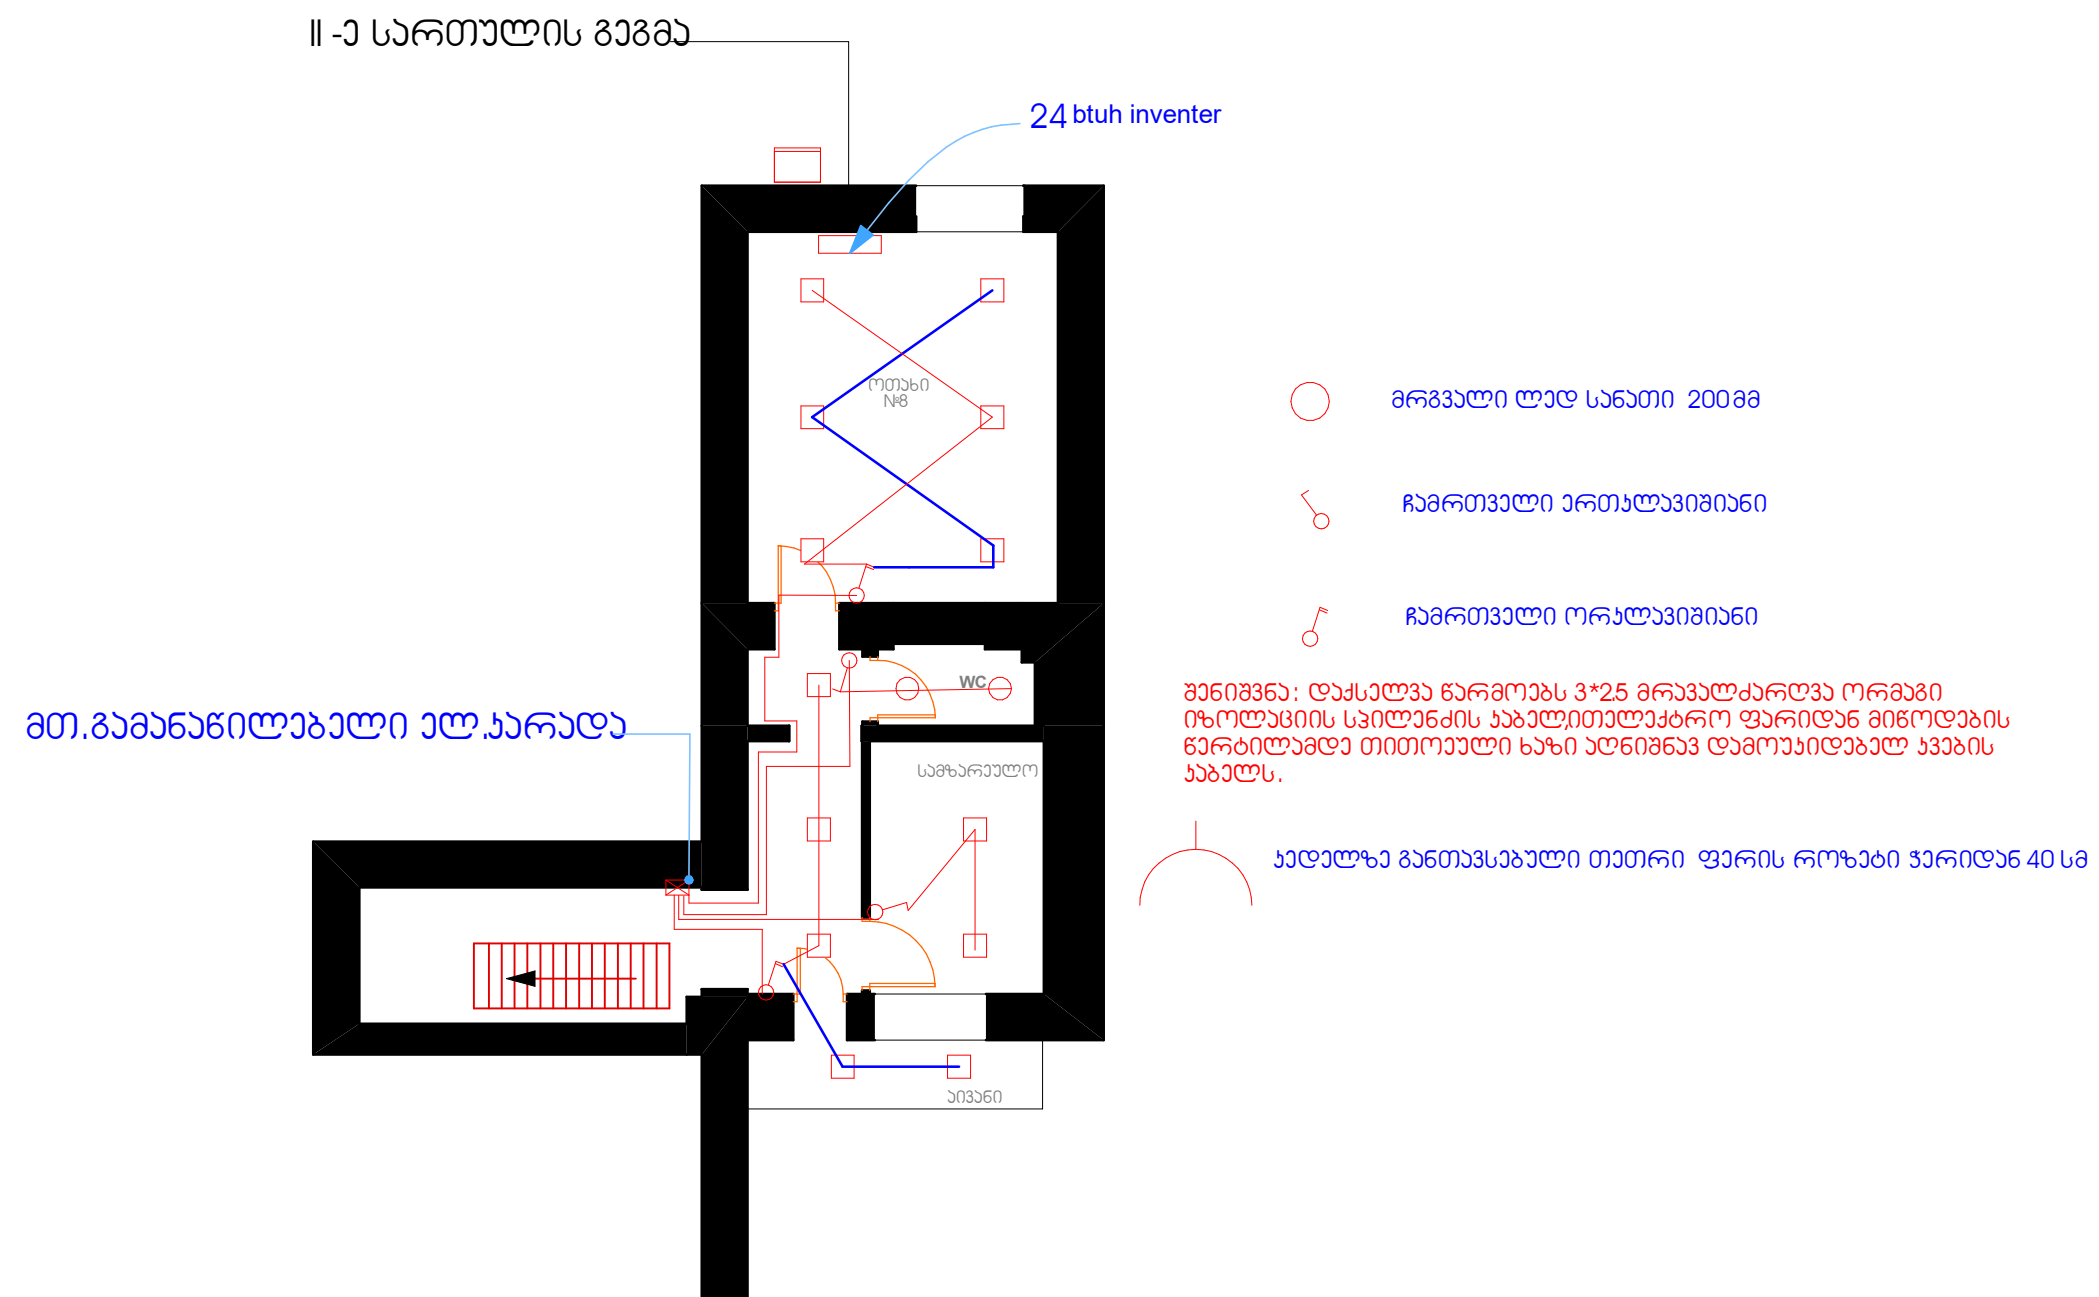 II -ე სართულის გეგმა
24 btuh inventer
ოთახი
№8
მრგვალი ლედ სანათი 200მმ
ჩამრთველი ერთკლავიშიანი
ჩამრთველი ორკლავიშიანი
WC
შენიშვნა: დაქსელვა წარმოებს 3*2.5 მრავალძარღვა ორმაგი
იზოლაციის სპილენძის კაბელ,ითელექტრო ფარიდან მიწოდების
წერტილამდე თითოეული ხაზი აღნიშნავ დამოუკიდებელ კვების
კაბელს.
მთ.გამანაწილებელი ელ.კარადა
სამზარეულო
კედელზე განთავსებული თეთრი ფერის როზეტი ჭერიდან 40 სმ
აივანი